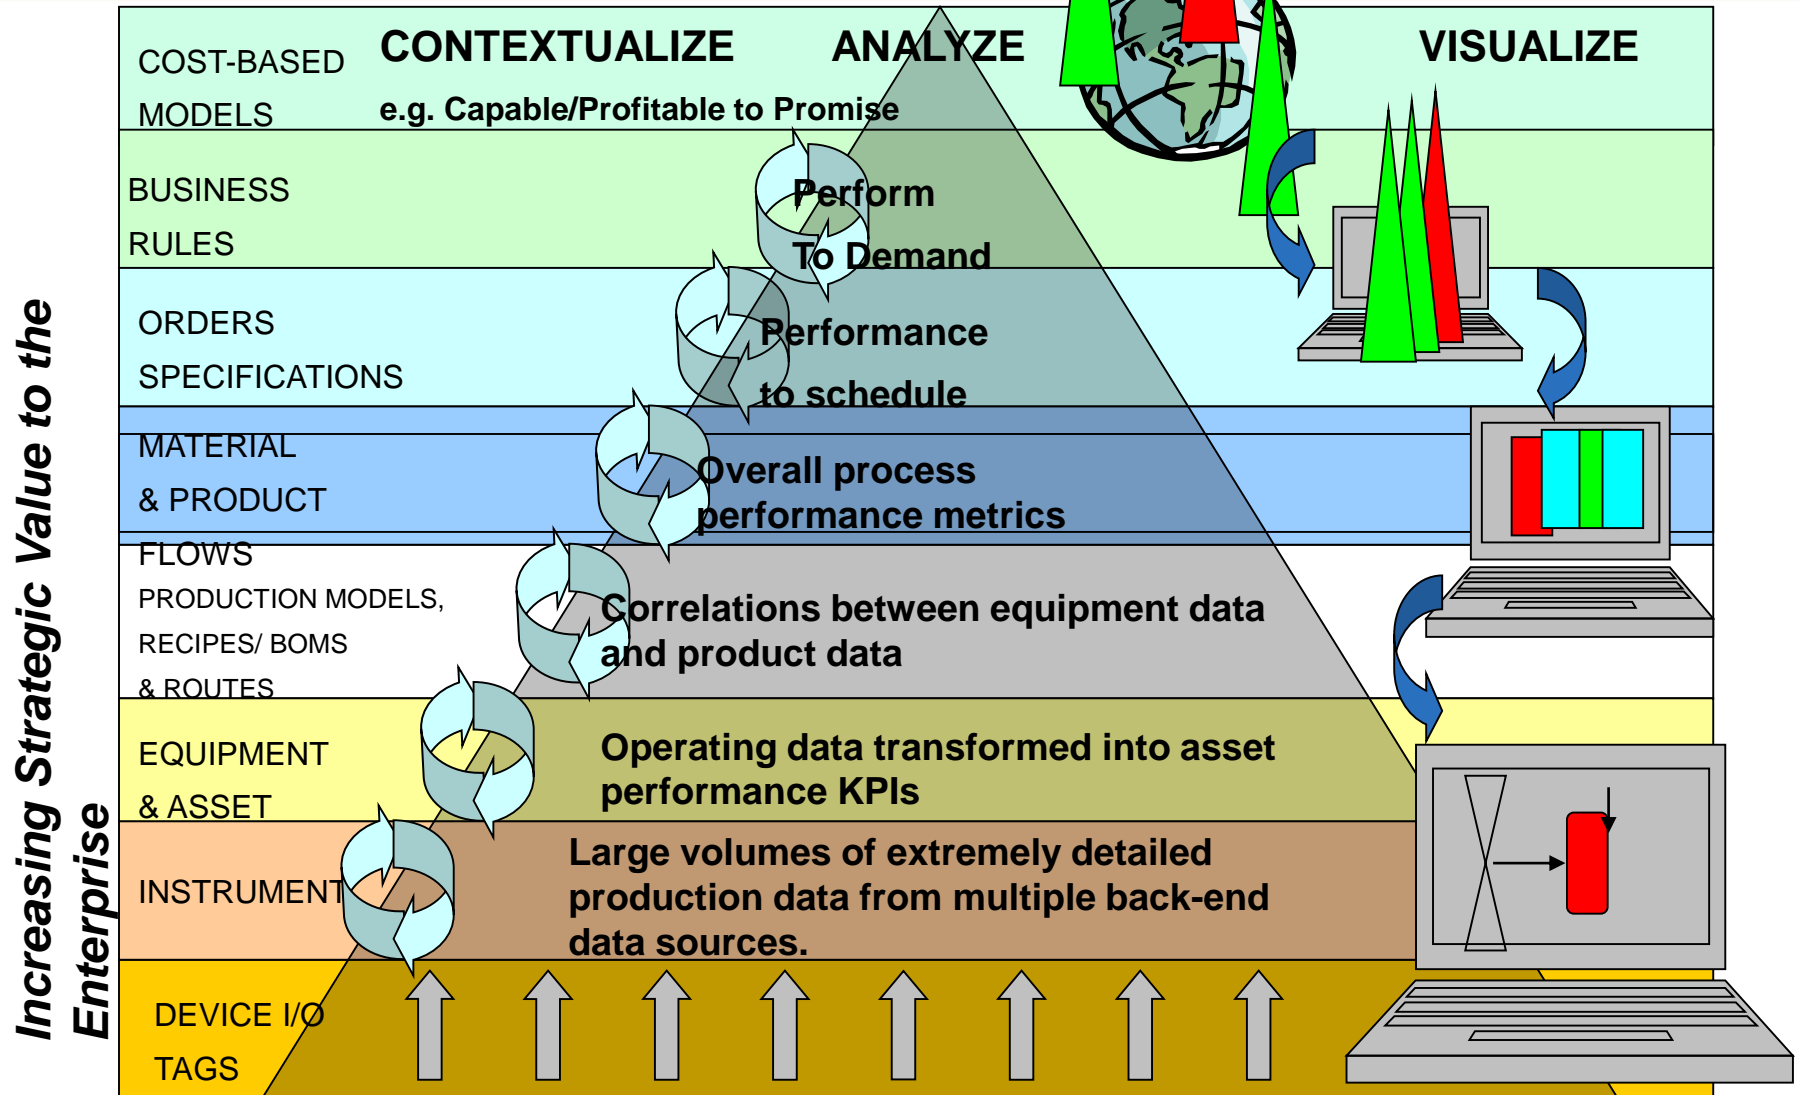 CONTEXTUALIZE
ANALYZE
VISUALIZE
COST-BASED
MODELS
e.g. Capable/Profitable to Promise
BUSINESS
RULES
Perform
To Demand
ORDERS
SPECIFICATIONS
Performance
to schedule
MATERIAL
& PRODUCT
FLOWS
Overall process
performance metrics
PRODUCTION MODELS,
RECIPES/ BOMS
& ROUTES
Correlations between equipment data
and product data
EQUIPMENT
& ASSET
Operating data transformed into asset
performance KPIs
INSTRUMENT
Large volumes of extremely detailed
production data from multiple back-end
data sources.
DEVICE I/O
TAGS
Increasing Strategic Value to the
Enterprise